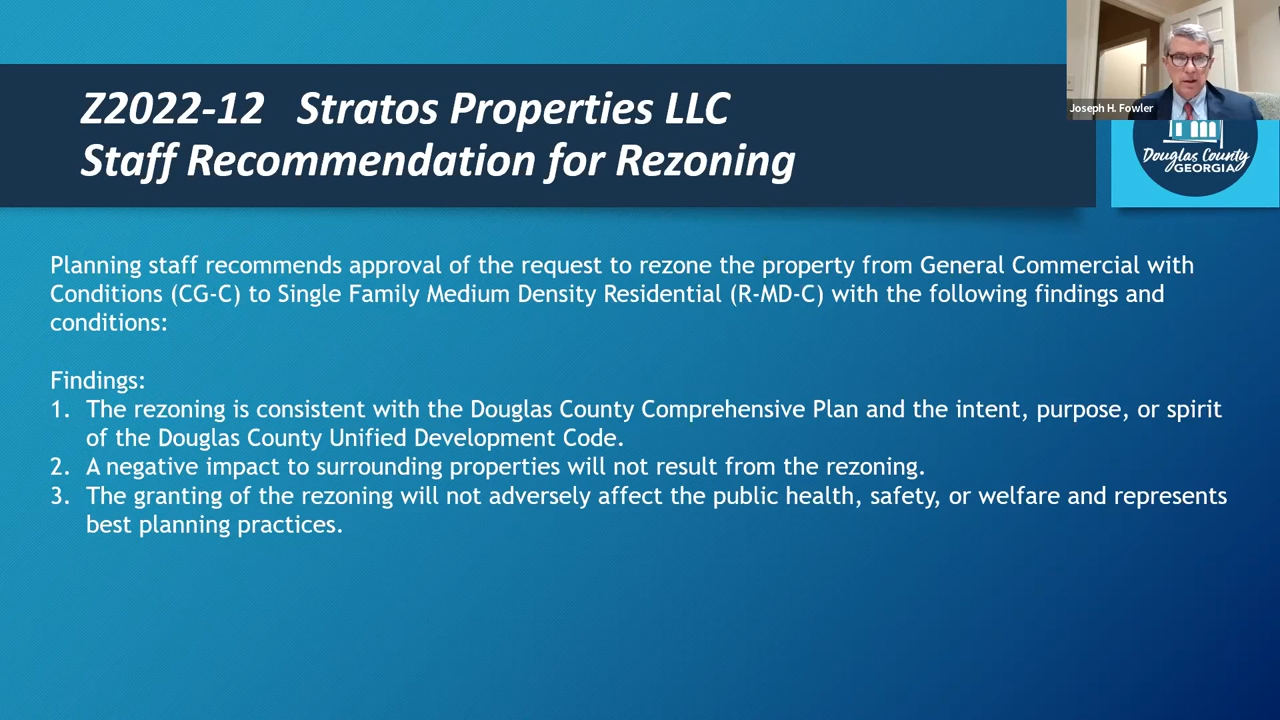 Z2022-12 Stratos Properties LLC
Staff Recommendation for Rezoning
Joseph H. Fowler
Douglas County
GEORGIA
Planning staff recommends approval of the request to rezone the property from General Commercial with
Conditions (CG-C) to Single Family Medium Density Residential (R-MD-C) with the following findings and
conditions:
Findings:
1. The rezoning is consistent with the Douglas County Comprehensive Plan and the intent, purpose, or spirit
of the Douglas County Unified Development Code.
2. A negative impact to surrounding properties will not result from the rezoning.
3. The granting of the rezoning will not adversely affect the public health, safety, or welfare and represents
best planning practices.